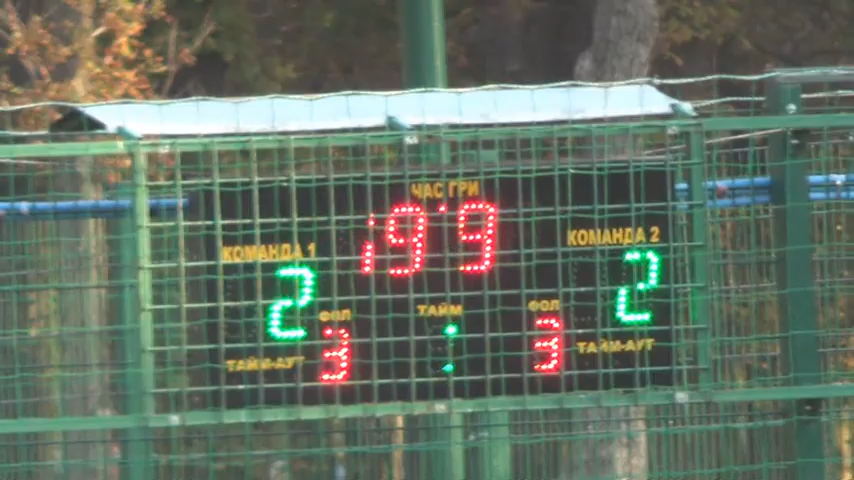 ЧАС ГРИ
19 9
КОМАНДА 1
КОМАНДА 2
2
2
ФОЛ
ТАЙМ
ФОЛ
3
1
3
ТАЙМ-АУТ
ТАЙМ-АУТ